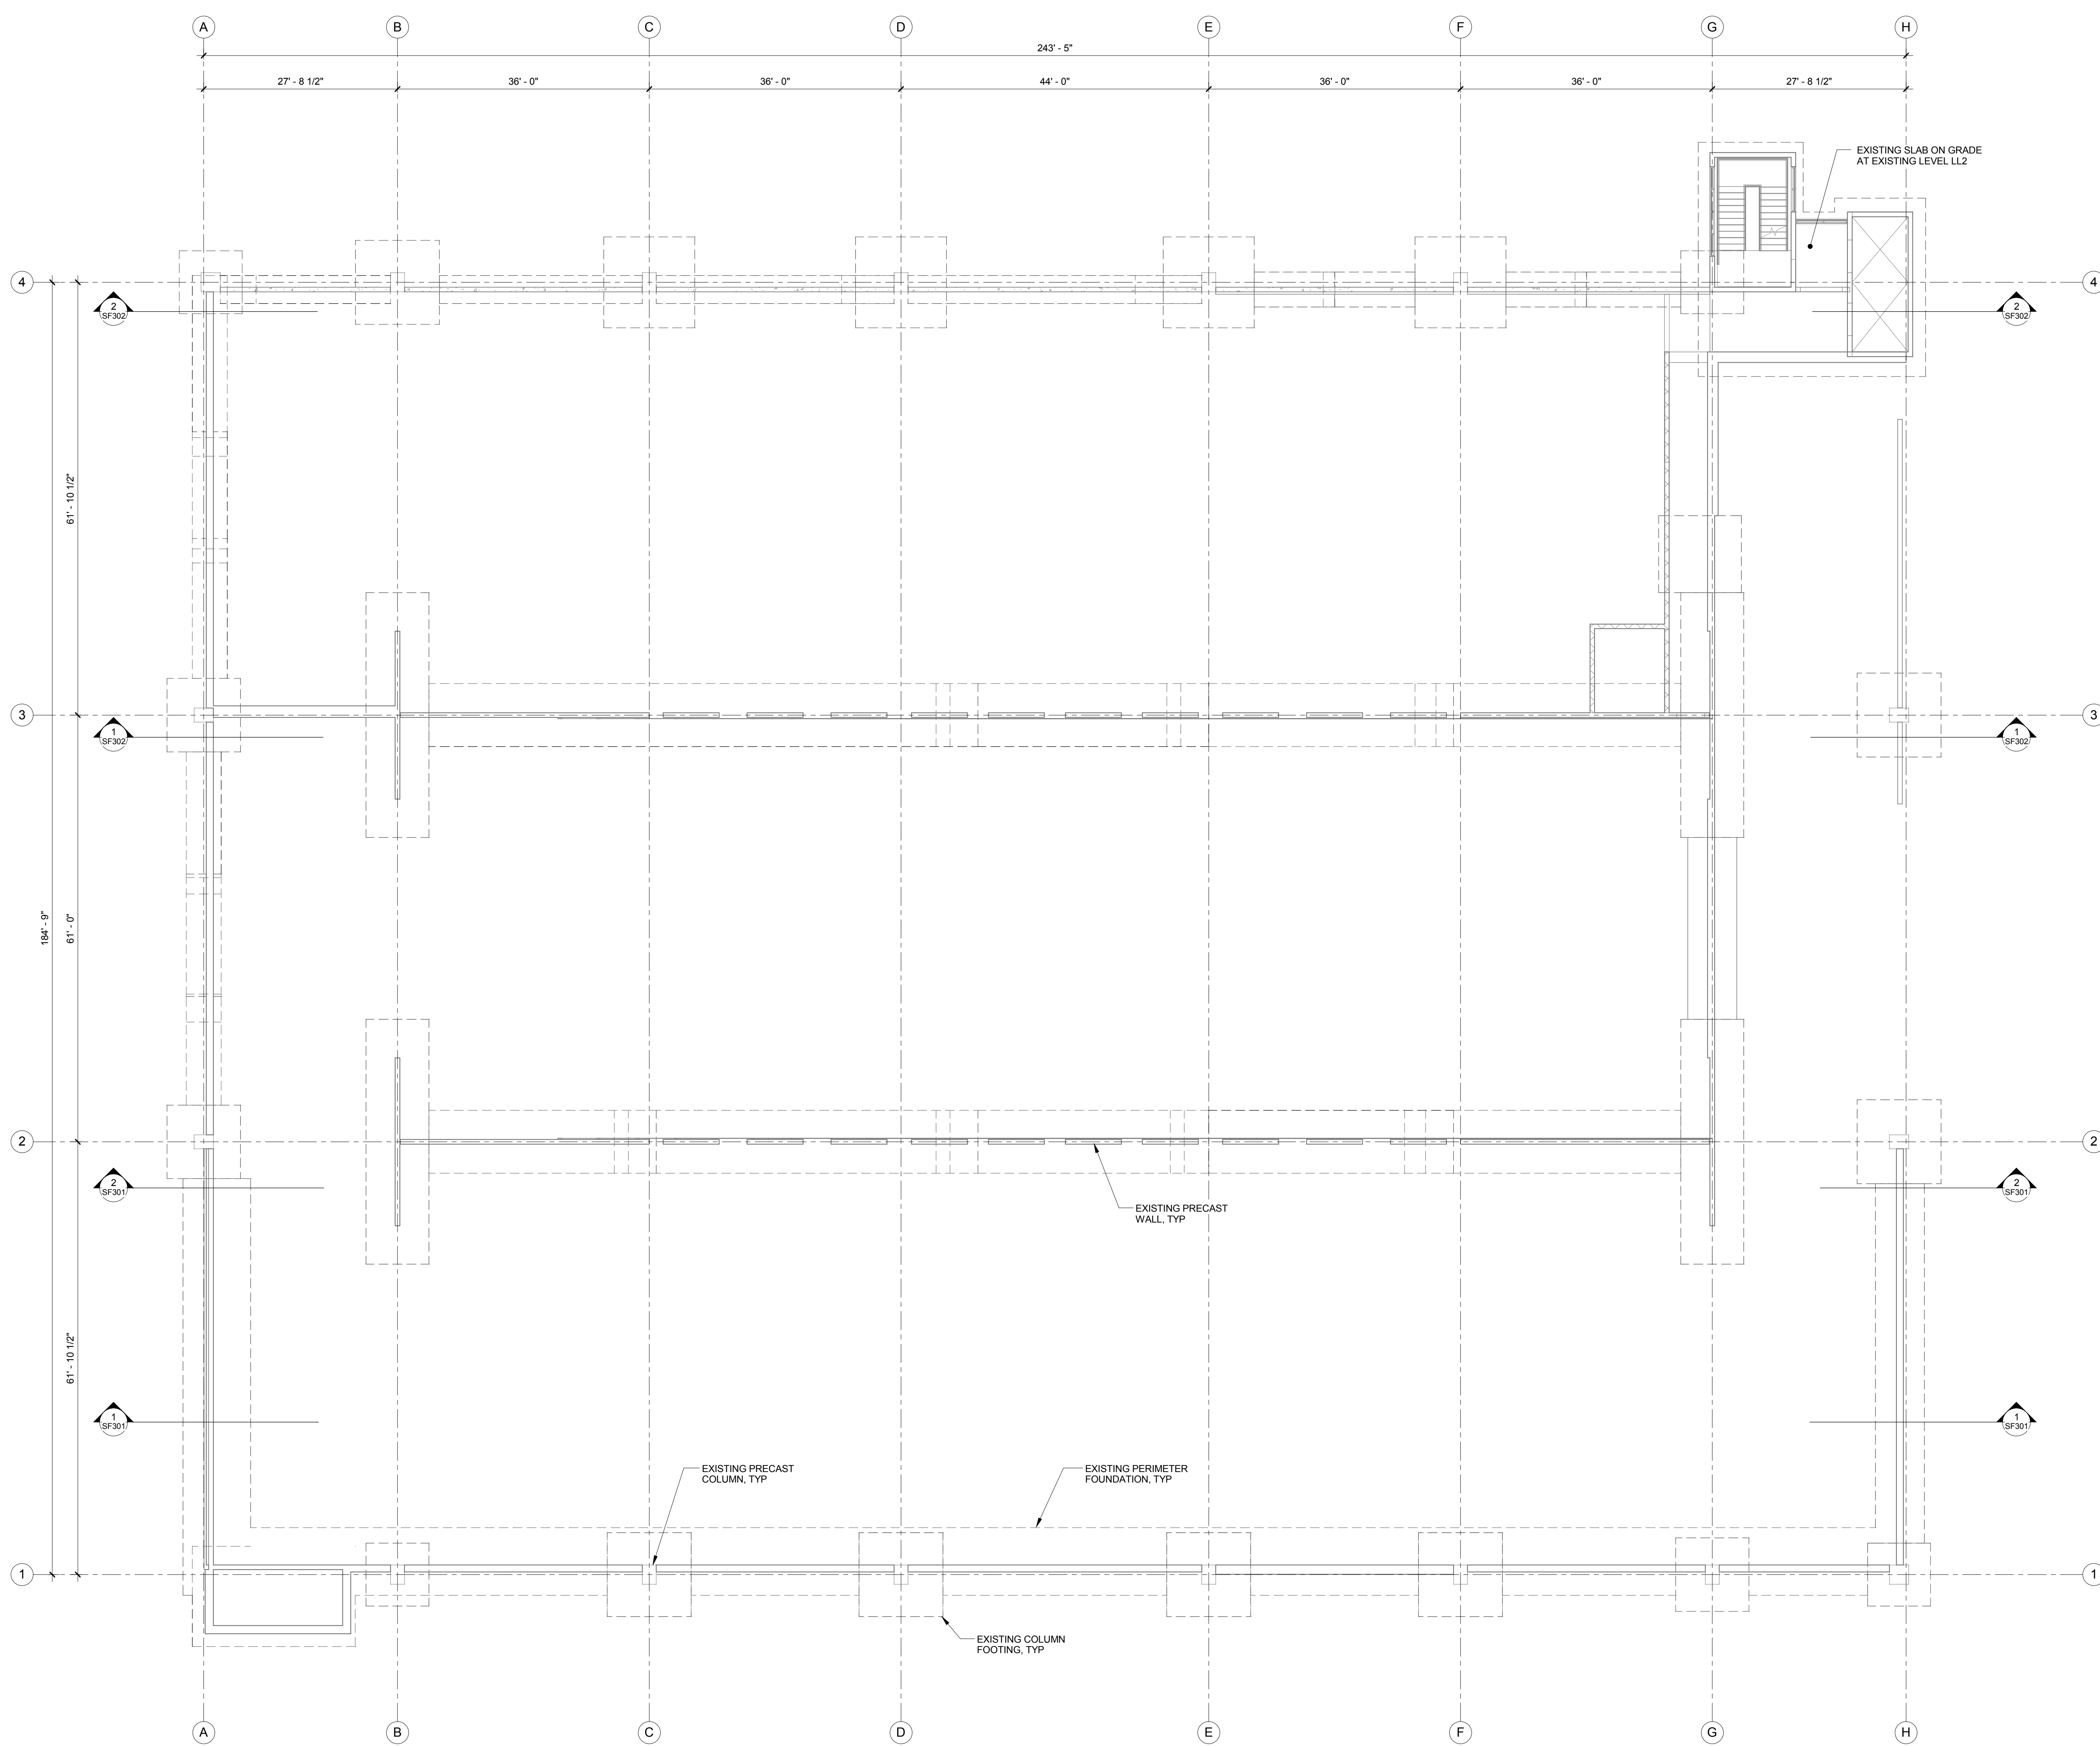 A B C D E F G H
243' - 5"
27' - 8 1/2" 36' - 0" 36' - 0" 44' - 0" 36' - 0" 36' - 0" 27' - 8 1/2"
EXISTING SLAB ON GRADE
AT EXISTING LEVEL LL2
4 4
2 2
SF302 SF302
61' - 10 1/2"
3 3
1 1
SF302 SF302
184' - 9"
61' - 0"
2 2
2 2
SF301 SF301
EXISTING PRECAST
WALL, TYP
61' - 10 1/2"
1 1
SF301 SF301
EXISTING PRECAST
COLUMN, TYP
EXISTING PERIMETER
FOUNDATION, TYP
1 1
EXISTING COLUMN
FOOTING, TYP
A B C D E F G H